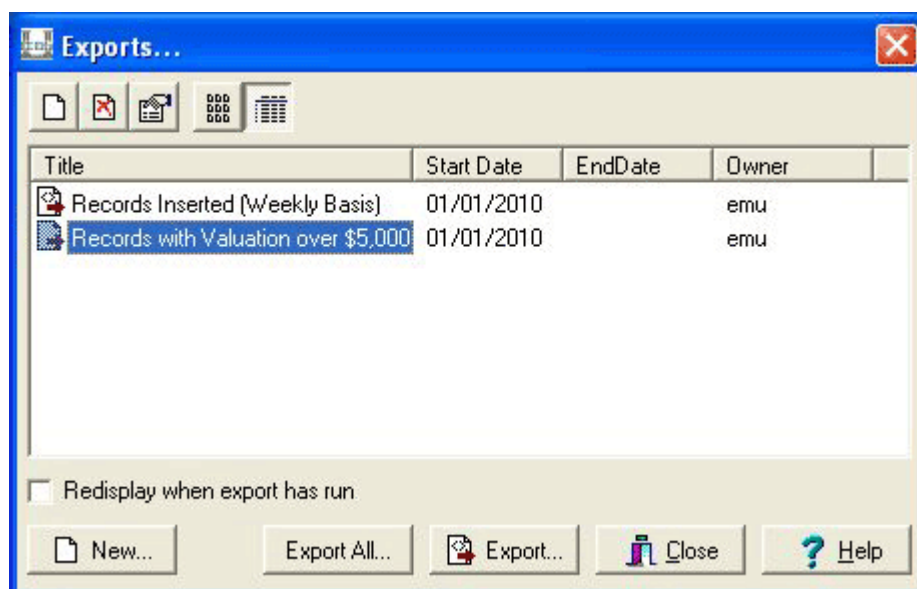 Exports...
Title Start Date EndDate Owner
Records Inserted (Weekly Basis) 01/01/2010 emu
Records with Valuation over $5,000 01/01/2010 emu
Redisplay when export has run
New... Export All... Export... Close Help